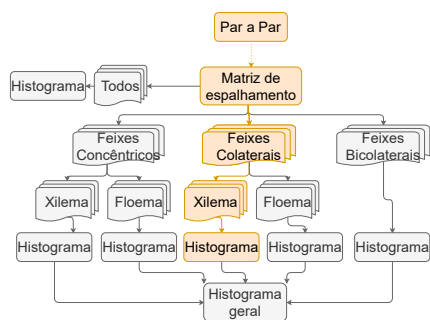 Par a Par
Matriz de
espalhamento
Todos
Histograma
Feixes
Concêntricos
Feixes
Colaterais
Feixes
Bicolaterais
Xilema
Floema
Xilema
Floema
Histograma
Histograma
Histograma
Histograma
Histograma
Histograma
geral